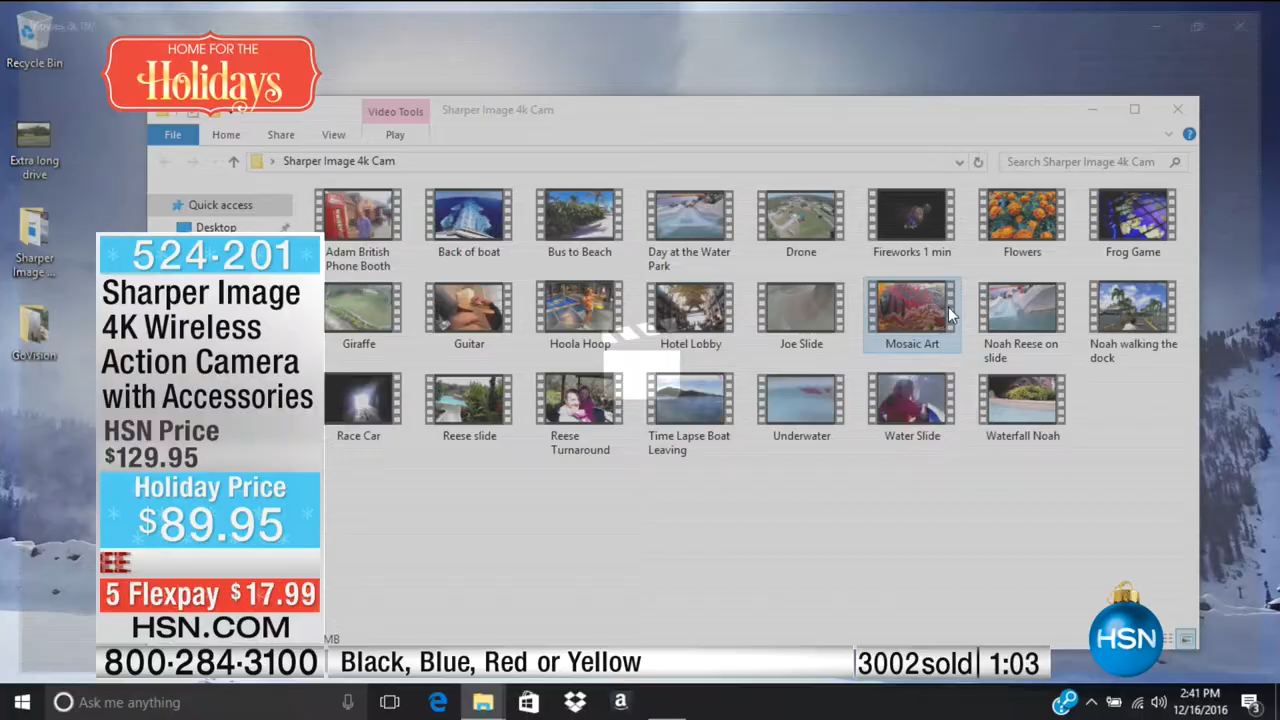 Recycle Bin
HOME FOR THE
Holidays
Extra long
drive
Sharper
Image ...
GoVision
Video Tools
Sharper Image 4k Cam
File
Home
Share
View
Play
Sharper Image 4k Cam
Search Sharper Image 4k Cam
Quick access
Desktop
Adam British
Phone Booth
Back of boat
Bus to Beach
Day at the Water
Park
Drone
Fireworks 1 min
Flowers
Frog Game
Giraffe
Guitar
Hoola Hoop
Hotel Lobby
Joe Slide
Mosaic Art
Noah Reese on
slide
Noah walking the
dock
Race Car
Reese slide
Reese
Turnaround
Time Lapse Boat
Leaving
Underwater
Water Slide
Waterfall Noah
524-201
Sharper Image
4K Wireless
Action Camera
with Accessories
HSN Price
$129.95
Holiday Price
$89.95
EE
5 Flexpay $17.99
HSN.COM
MB
HSN
800-284-3100
Black, Blue, Red or Yellow
3002sold
1:03
Ask me anything
2:41 PM
12/16/2016
3